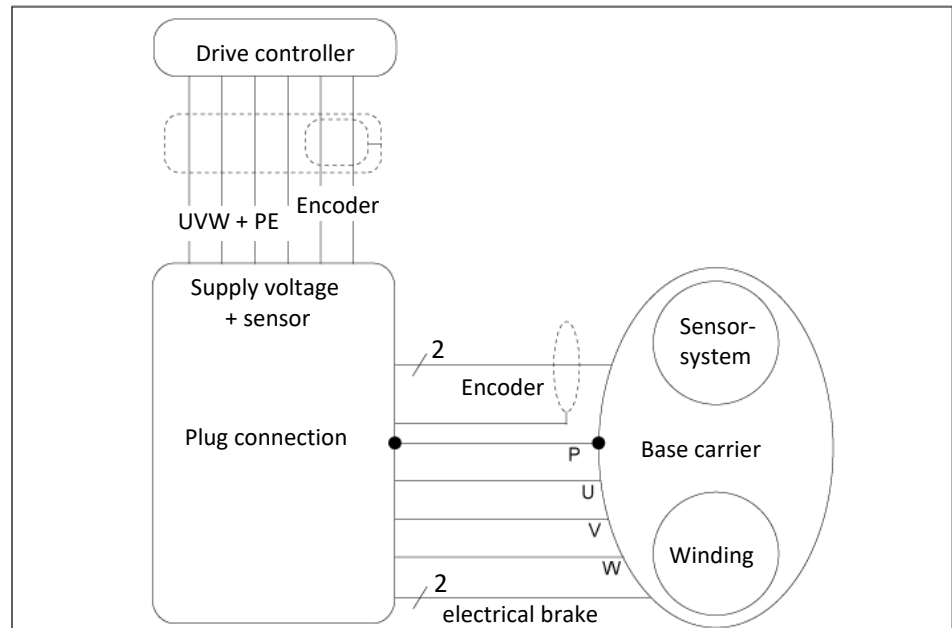 Drive controller
Encoder
UVW + PE
Supply voltage
+ sensor
2
Encoder
Plug connection
P
U
V
W
2
electrical brake
Sensor-
system
Base carrier
Winding